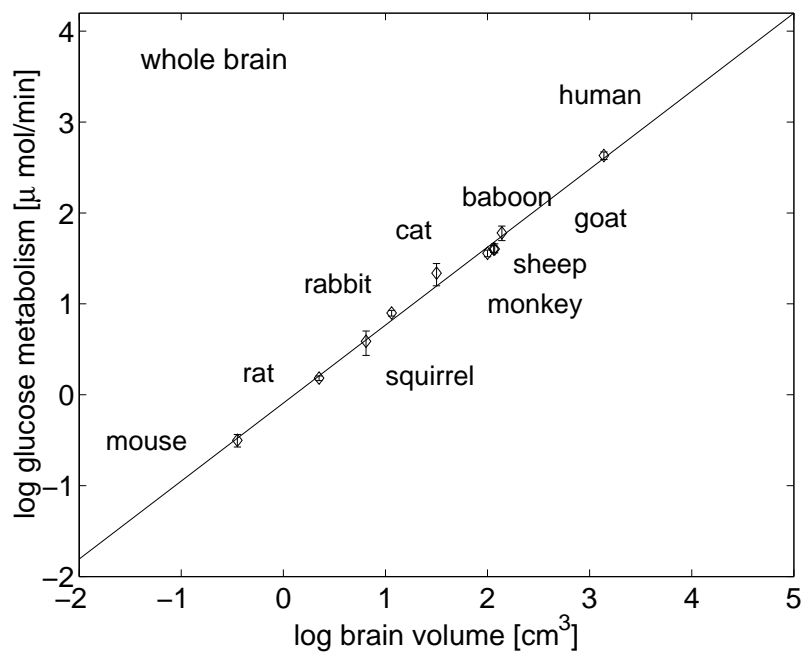 4
whole brain
human
3
baboon
2
goat
cat
sheep
rabbit
monkey
1
rat
squirrel
0
mouse
−1
−2
−2 −1 0 1 2 3 4 5
log brain volume [cm³]
log glucose metabolism [μ mol/min]